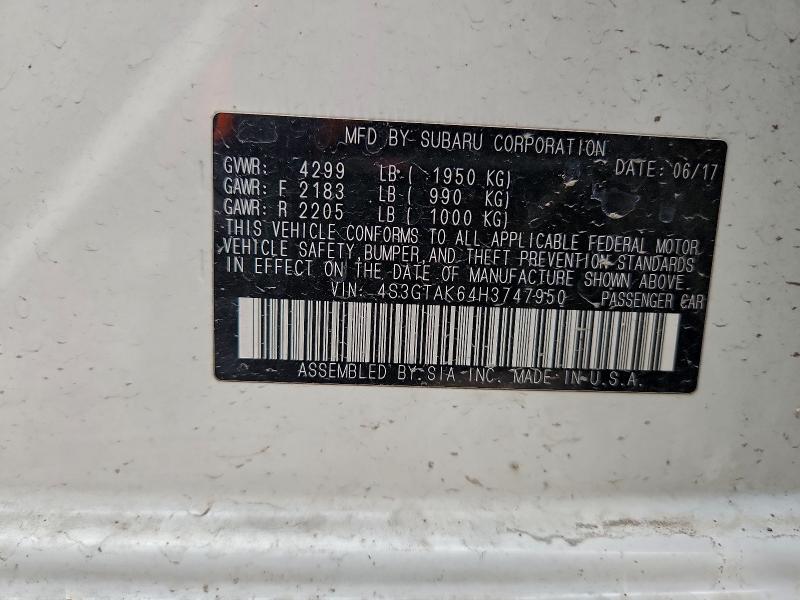 MFD BY SUBARU CORPORATION
GVWR: 4299 LB ( 1950 KG) DATE: 06/17
GAWR: F 2183 LB ( 990 KG)
GAWR: R 2205 LB ( 1000 KG)
THIS VEHICLE CONFORMS TO ALL APPLICABLE FEDERAL MOTOR
VEHICLE SAFETY, BUMPER, AND THEFT PREVENTION STANDARDS
IN EFFECT ON THE DATE OF MANUFACTURE SHOWN ABOVE.
VIN: 4S3GTAK64H3747950 PASSENGER CAR
ASSEMBLED BY SIA INC. MADE IN U.S.A.